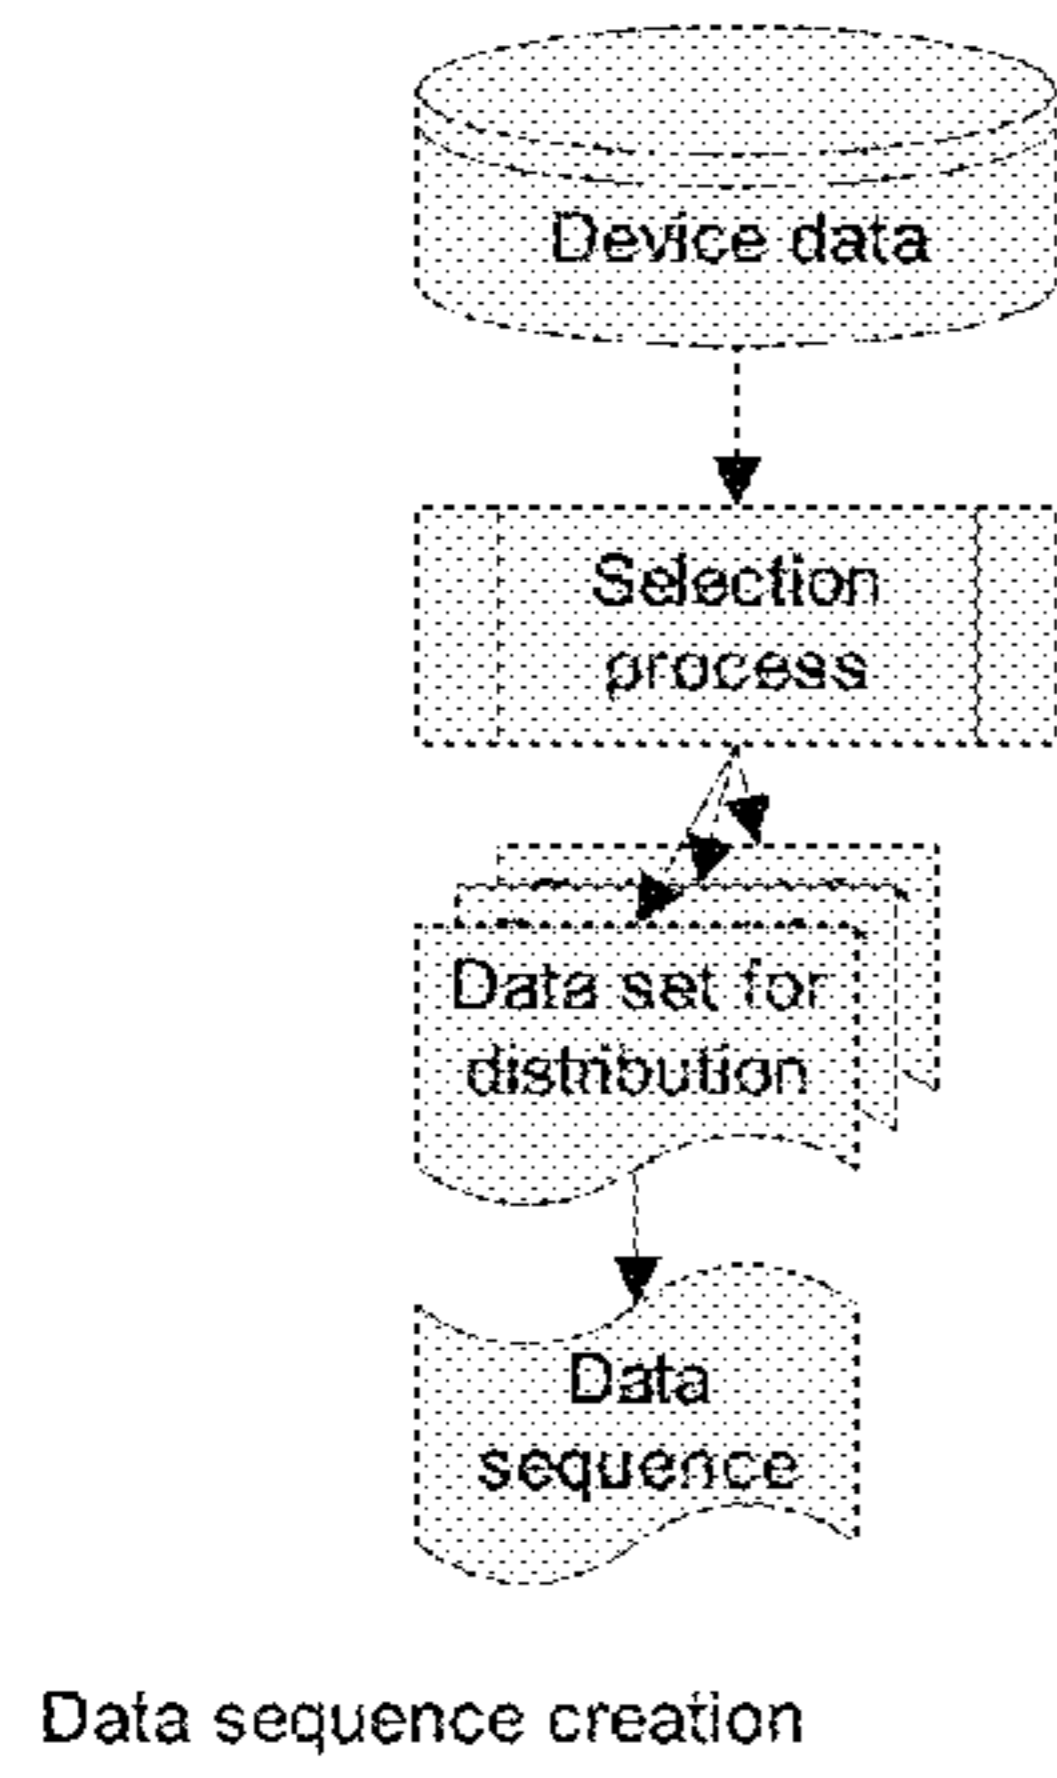 Device data
Selection
process
Data set for
distribution
Data
sequence
Data sequence creation